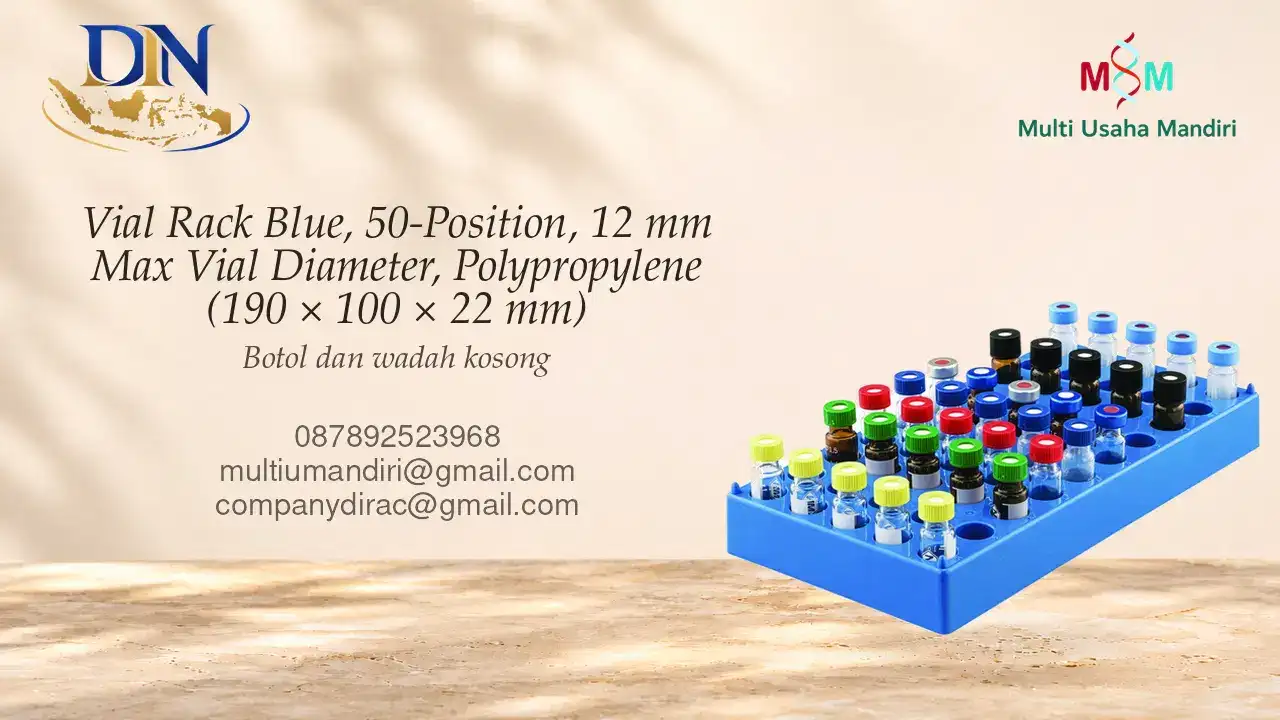 DN
M M
Multi Usaha Mandiri
Vial Rack Blue, 50-Position, 12 mm
Max Vial Diameter, Polypropylene
(190 × 100 × 22 mm)
Botol dan wadah kosong
087892523968
multiumandiri@gmail.com
companydirac@gmail.com